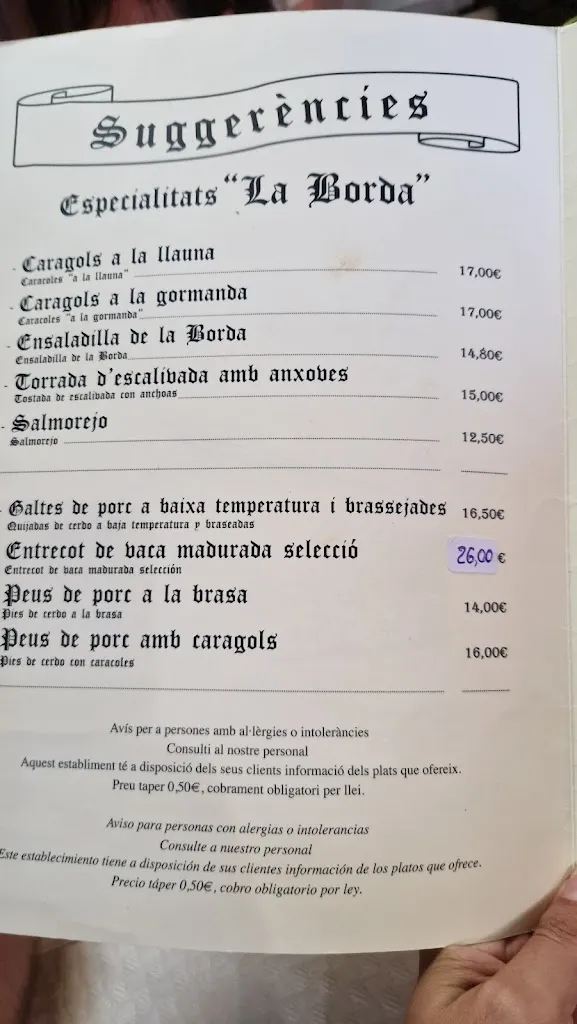 Suggerències
Especialitats "La Borda"
- Caragols a la llauna
Caracoles "a la llauna" 17,00€
- Caragols a la gormanda
Caracoles "a la gormanda" 17,00€
- Ensaladilla de la Borda
Ensaladilla de la Borda 14,80€
- Torrada d'escalivada amb anxoves
Tostada de escalivada con anchoas 15,00€
- Salmorejo
Salmorejo 12,50€
- Galtes de porc a baixa temperatura i brassejades 16,50€
Quijadas de cerdo a baja temperatura y braseadas
Entrecot de vaca madurada selecció 26,00 €
Entrecot de vaca madurada selección
Peus de porc a la brasa
Pies de cerdo a la brasa 14,00€
Peus de porc amb caragols
Pies de cerdo con caracoles 16,00€
Avís per a persones amb al·lèrgies o intoleràncies
Consulti al nostre personal
Aquest establiment té a disposició dels seus clients informació dels plats que ofereix.
Preu taper 0,50€, cobrament obligatori per llei.
Aviso para personas con alergias o intolerancias
Consulte a nuestro personal
Este establecimiento tiene a disposición de sus clientes información de los platos que ofrece.
Precio táper 0,50€, cobro obligatorio por ley.